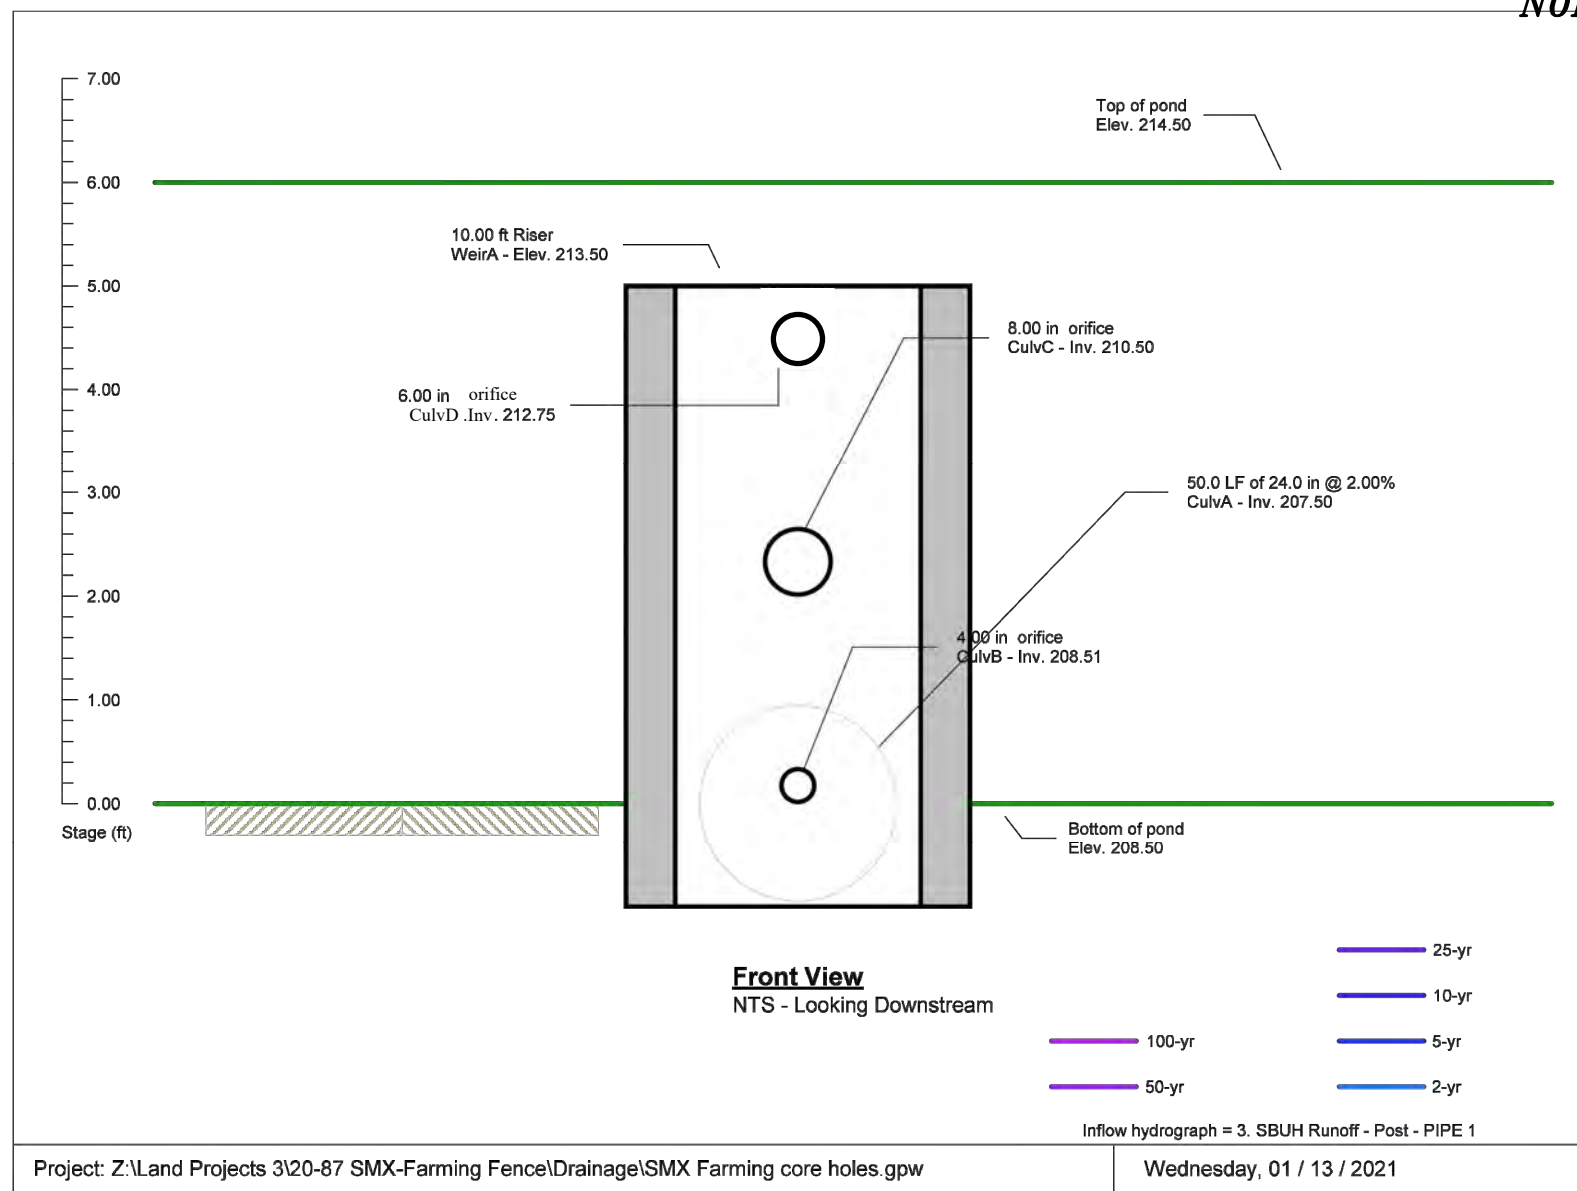 7.00
Top of pond
Elev. 214.50
6.00
10.00 ft Riser
WeirA - Elev. 213.50
5.00
8.00 in orifice
CulvC - Inv. 210.50
4.00
6.00 in orifice
CulvD .Inv. 212.75
3.00
50.0 LF of 24.0 in @ 2.00%
CulvA - Inv. 207.50
2.00
4.00 in orifice
CulvB - Inv. 208.51
1.00
0.00
Stage (ft)
Bottom of pond
Elev. 208.50
Front View
NTS - Looking Downstream
25-yr
10-yr
100-yr
5-yr
50-yr
2-yr
Inflow hydrograph = 3. SBUH Runoff - Post - PIPE 1
Project: Z:\Land Projects 3\20-87 SMX-Farming Fence\Drainage\SMX Farming core holes.gpw
Wednesday, 01 / 13 / 2021